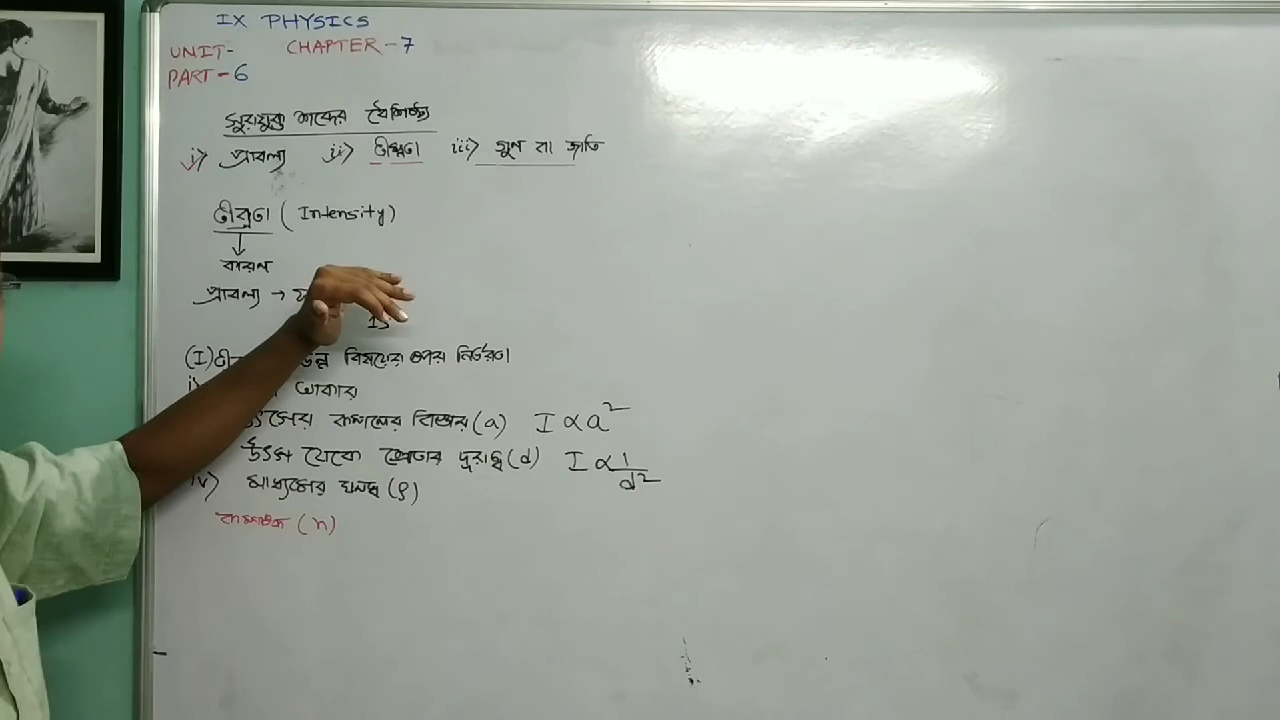 IX PHYSICS
UNIT- CHAPTER-7
PART-6
সুরযুক্ত শব্দের বৈশিষ্ট্য
i> প্রাবল্য ii> তীক্ষ্ণতা iii> গুণ বা জাতি
তীব্রতা (Intensity)
কারণ
প্রাবল্য →
(I) বিষয়ের ওপর নির্ভরতা
আকার
উৎসের কম্পনের বিস্তার (a) I ∝ a²
উৎস থেকে শ্রোতার দূরত্ব (d) I ∝ 1/d²
iv> মাধ্যমের ঘনত্ব (ρ)
কম্পাঙ্ক (n)